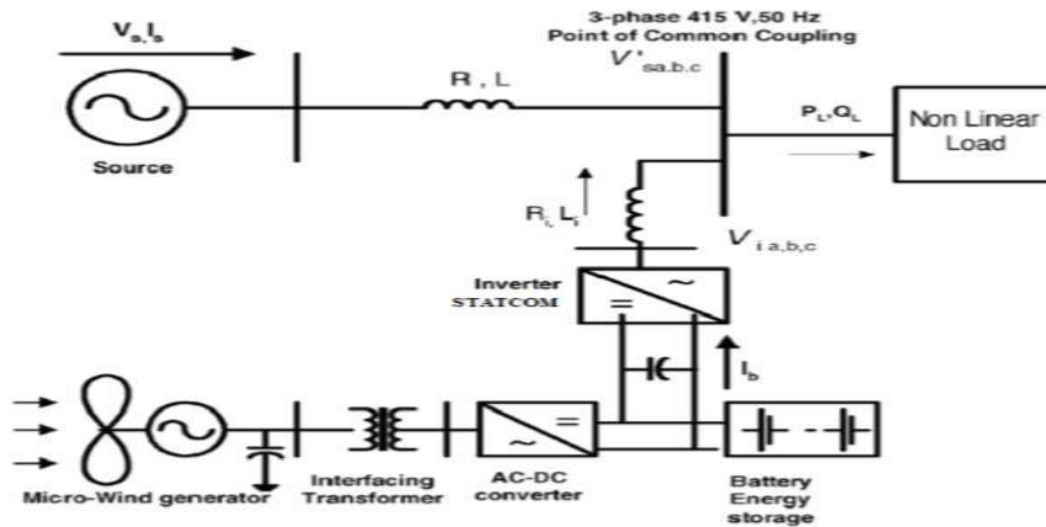 3-phase 415 V,50 Hz
Point of Common Coupling
Vs,Is
V'sa.b.c
R , L
PL,QL
Non Linear
Load
Source
Ri, Li
V i a,b,c
Inverter
STATCOM
Ib
Micro-Wind generator
Interfacing
Transformer
AC-DC
converter
Battery
Energy
storage